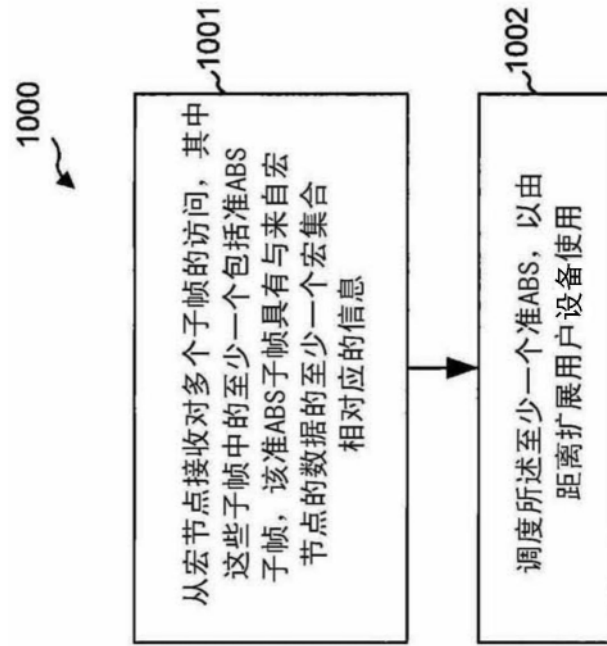 1000
1001
从宏节点接收对多个子帧的访问，其中
这些子帧中的至少一个包括准ABS
子帧，该准ABS子帧具有与来自宏
节点的数据的至少一个宏集合
相对应的信息
1002
调度所述至少一个准ABS，以由
距离扩展用户设备使用